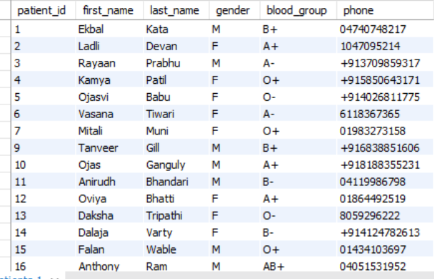 patient_id first_name last_name gender blood_group phone
1 Ekbal Kata M B+ 04740748217
2 Ladli Devan F A+ 1047095214
3 Rayaan Prabhu M A- +913709859317
4 Kamya Patil F O+ +915850643171
5 Ojasvi Babu F O- +914026811775
6 Vasana Tiwari F A- 6118367365
7 Mitali Muni F O+ 01983273158
9 Tanveer Gill M B+ +916838851606
10 Ojas Ganguly M A+ +918188355231
11 Anirudh Bhandari M B- 04119986798
12 Oviya Bhatti F A+ 01864492519
13 Daksha Tripathi F O- 8059296222
14 Dalaja Varty F B- +914124782613
15 Falan Wable M O+ 01434103697
16 Anthony Ram M AB+ 04051531952